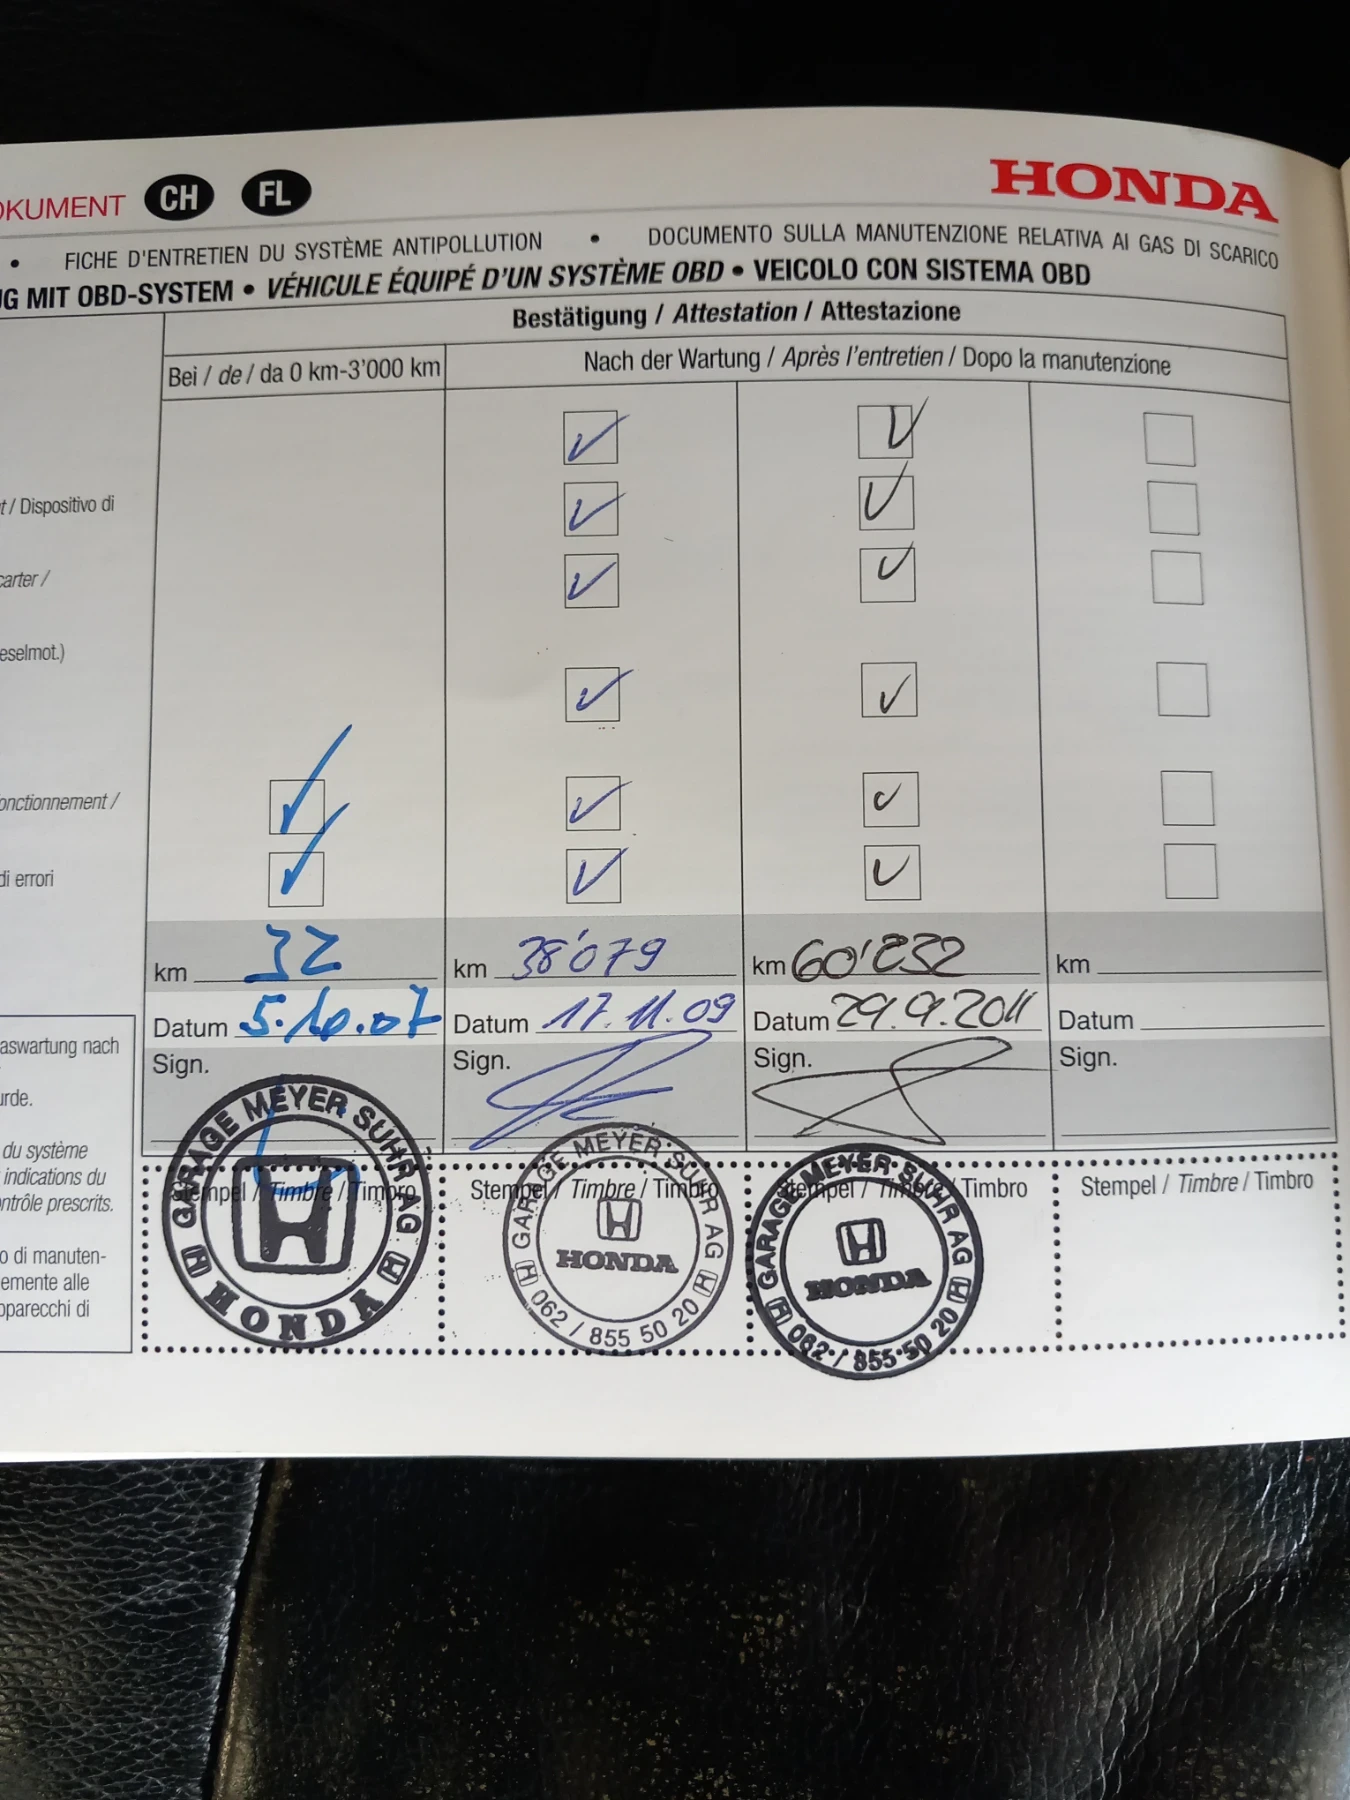 OKUMENT CH FL HONDA
• FICHE D'ENTRETIEN DU SYSTÈME ANTIPOLLUTION • DOCUMENTO SULLA MANUTENZIONE RELATIVA AI GAS DI SCARICO
G MIT OBD-SYSTEM • VÉHICULE ÉQUIPÉ D'UN SYSTÈME OBD • VEICOLO CON SISTEMA OBD
Bestätigung / Attestation / Attestazione
Bei / de / da 0 km-3'000 km
Nach der Wartung / Après l'entretien / Dopo la manutenzione
t / Dispositivo di
carter /
eselmot.)
onctionnement /
di errori
km 32 km 38'079 km 60'232 km
Datum 5.10.07 Datum 17.11.09 Datum 29.9.2011 Datum
Sign. Sign. Sign. Sign.
aswartung nach
urde.
du système
indications du
ntrôle prescrits.
o di manuten-
emente alle
pparecchi di
Stempel / Timbre / Timbro Stempel / Timbre / Timbro Stempel / Timbre / Timbro Stempel / Timbre / Timbro
GARAGE MEYER SUHR AG
HONDA
GARAGE MEYER SUHR AG
HONDA
062 / 855 50 20
GARAGE MEYER SUHR AG
HONDA
062 / 855 50 20